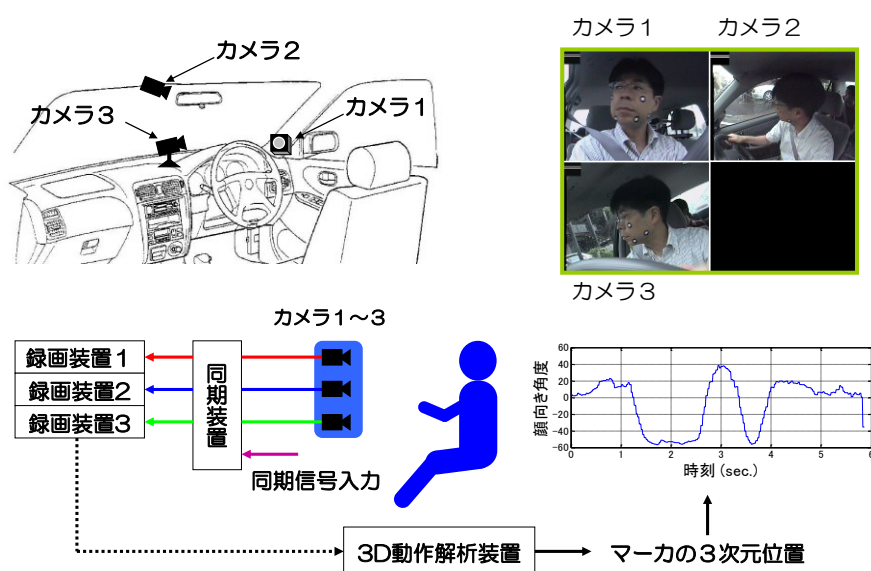 カメラ1
カメラ2
カメラ2
カメラ3
カメラ1
カメラ3
カメラ1~3
録画装置1
録画装置2
録画装置3
同期装置
同期信号入力
顔向き角度
60
40
20
0
-20
-40
-60
0
1
2
3
4
5
6
時刻 (sec.)
3D動作解析装置
マーカの3次元位置